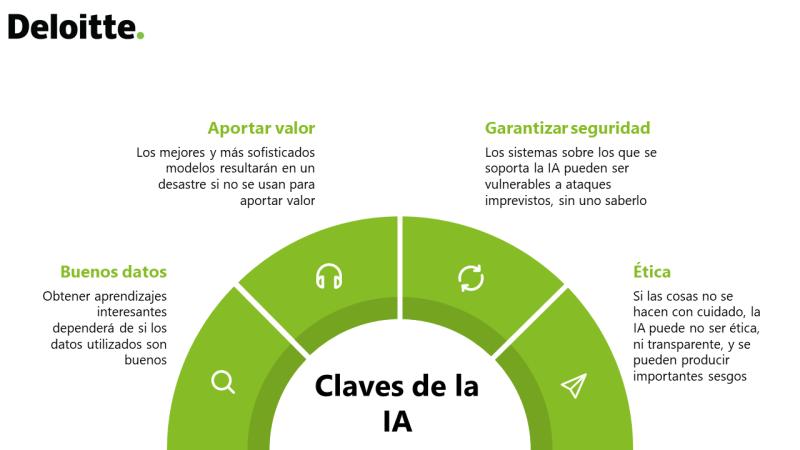 Deloitte.
Aportar valor
Los mejores y más sofisticados
modelos resultarán en un
desastre si no se usan para
aportar valor
Garantizar seguridad
Los sistemas sobre los que se
soporta la IA pueden ser
vulnerables a ataques
imprevistos, sin uno saberlo
Buenos datos
Obtener aprendizajes
interesantes
dependerá de si los
datos utilizados son
buenos
Ética
Si las cosas no se
hacen con cuidado, la
IA puede no ser ética,
ni transparente, y se
pueden producir
importantes sesgos
Claves de la
IA